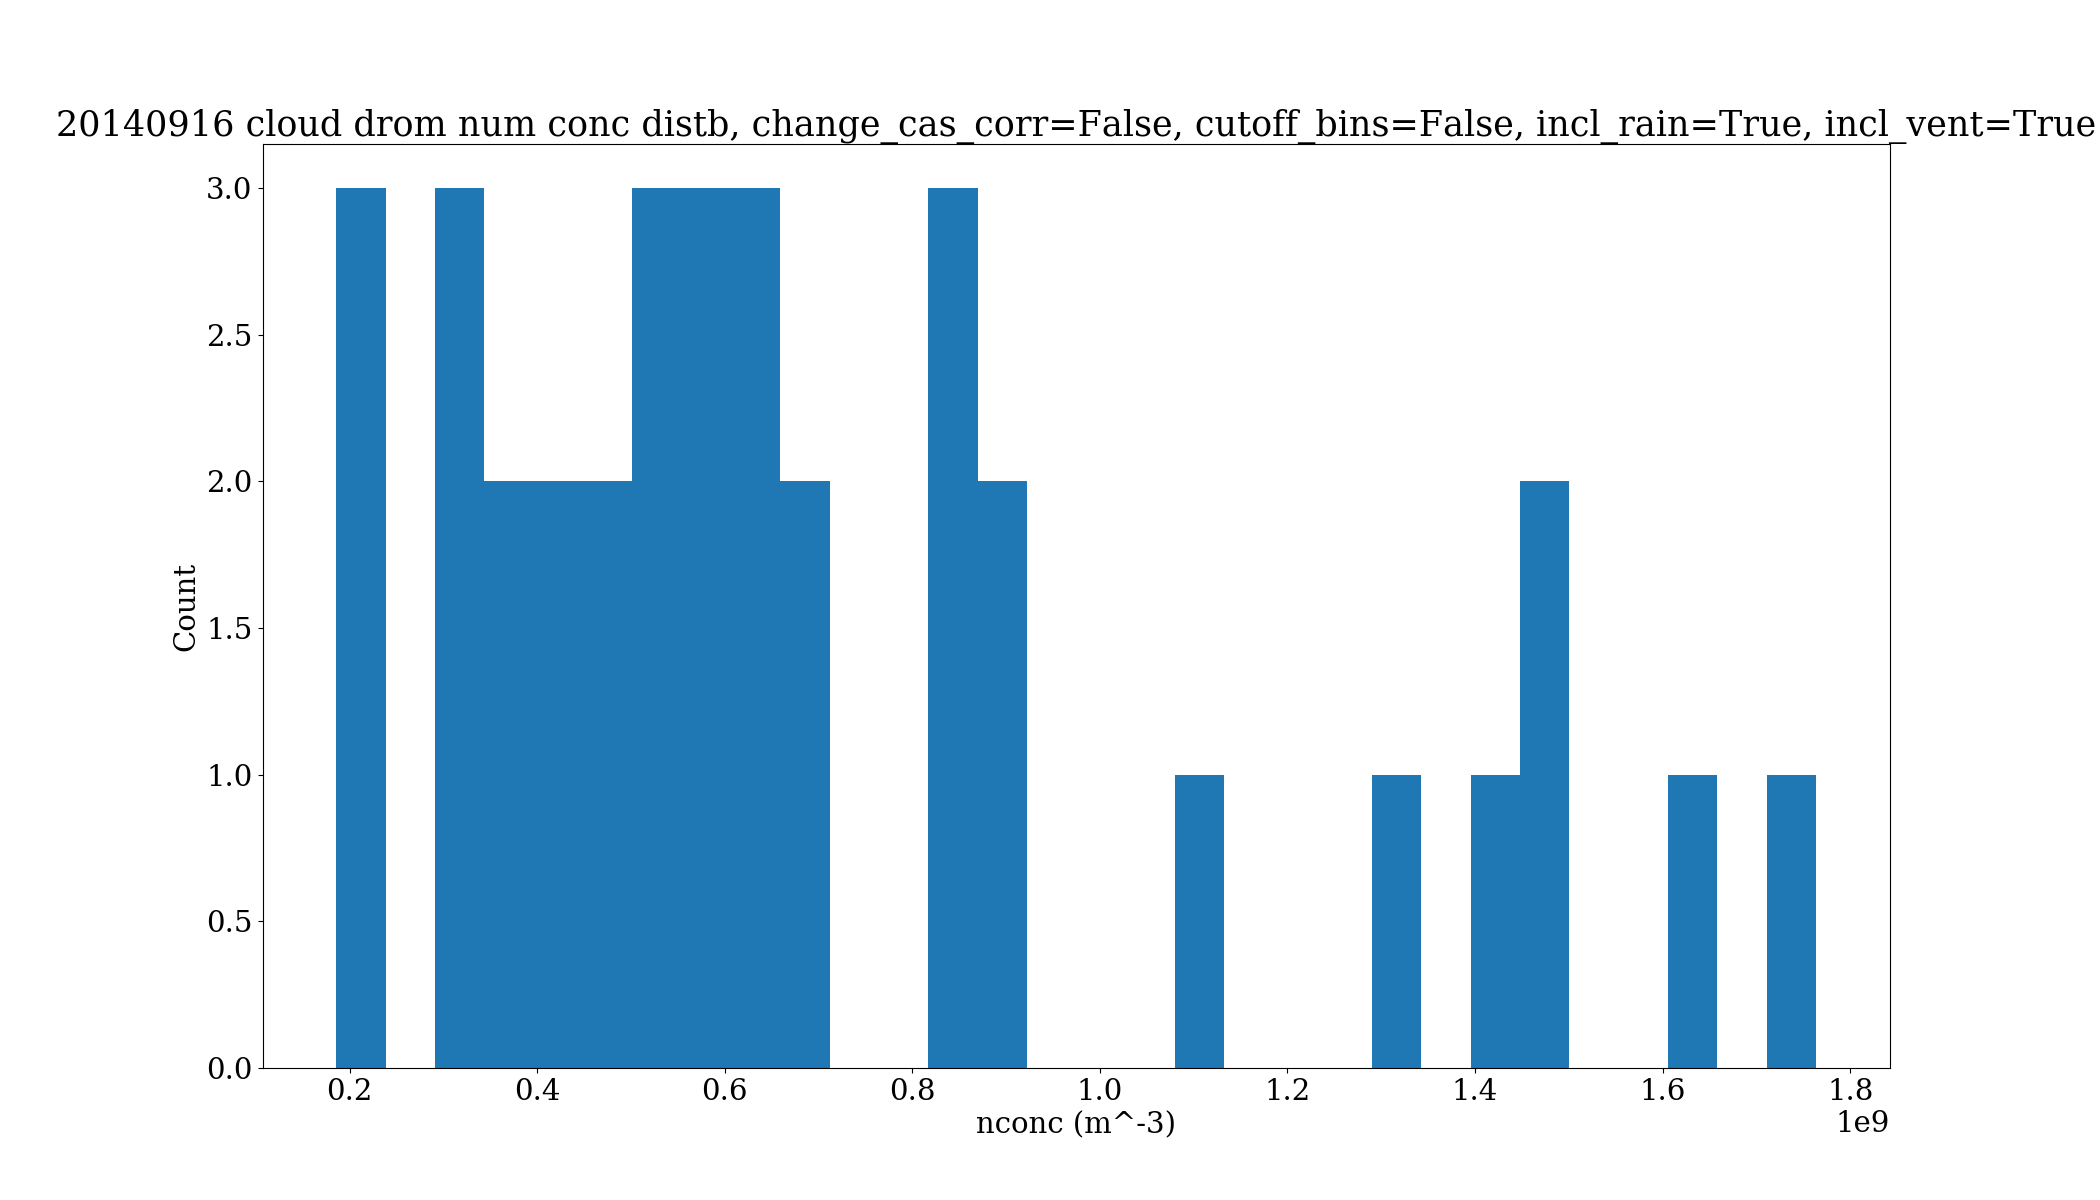 20140916 cloud drom num conc distb, change_cas_corr=False, cutoff_bins=False, incl_rain=True, incl_vent=True
3.0
2.5
2.0
1.5
1.0
0.5
0.0
Count
0.2 0.4 0.6 0.8 1.0 1.2 1.4 1.6 1.8
nconc (m^-3)
1e9